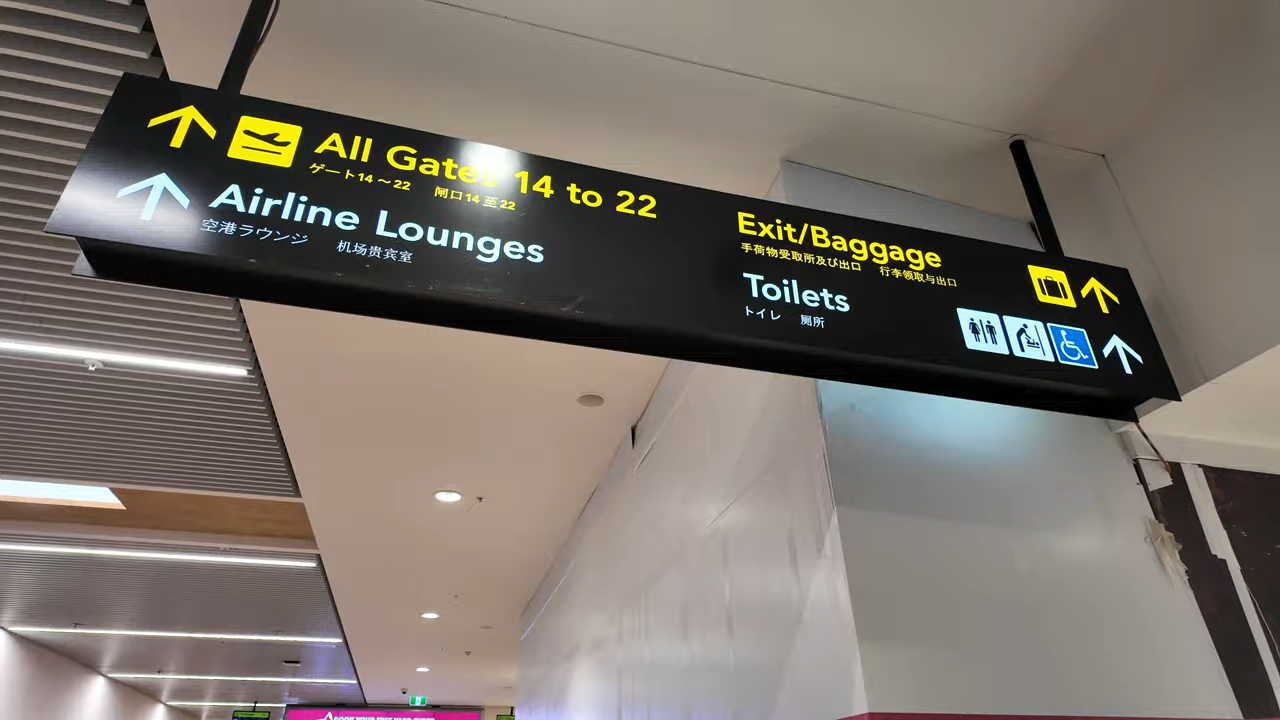 All Gates 14 to 22
ゲート14～22 闸口14 至22
Airline Lounges
空港ラウンジ 机场贵宾室
Exit/Baggage
手荷物受取所及び出口 行李领取与出口
Toilets
トイレ 厕所